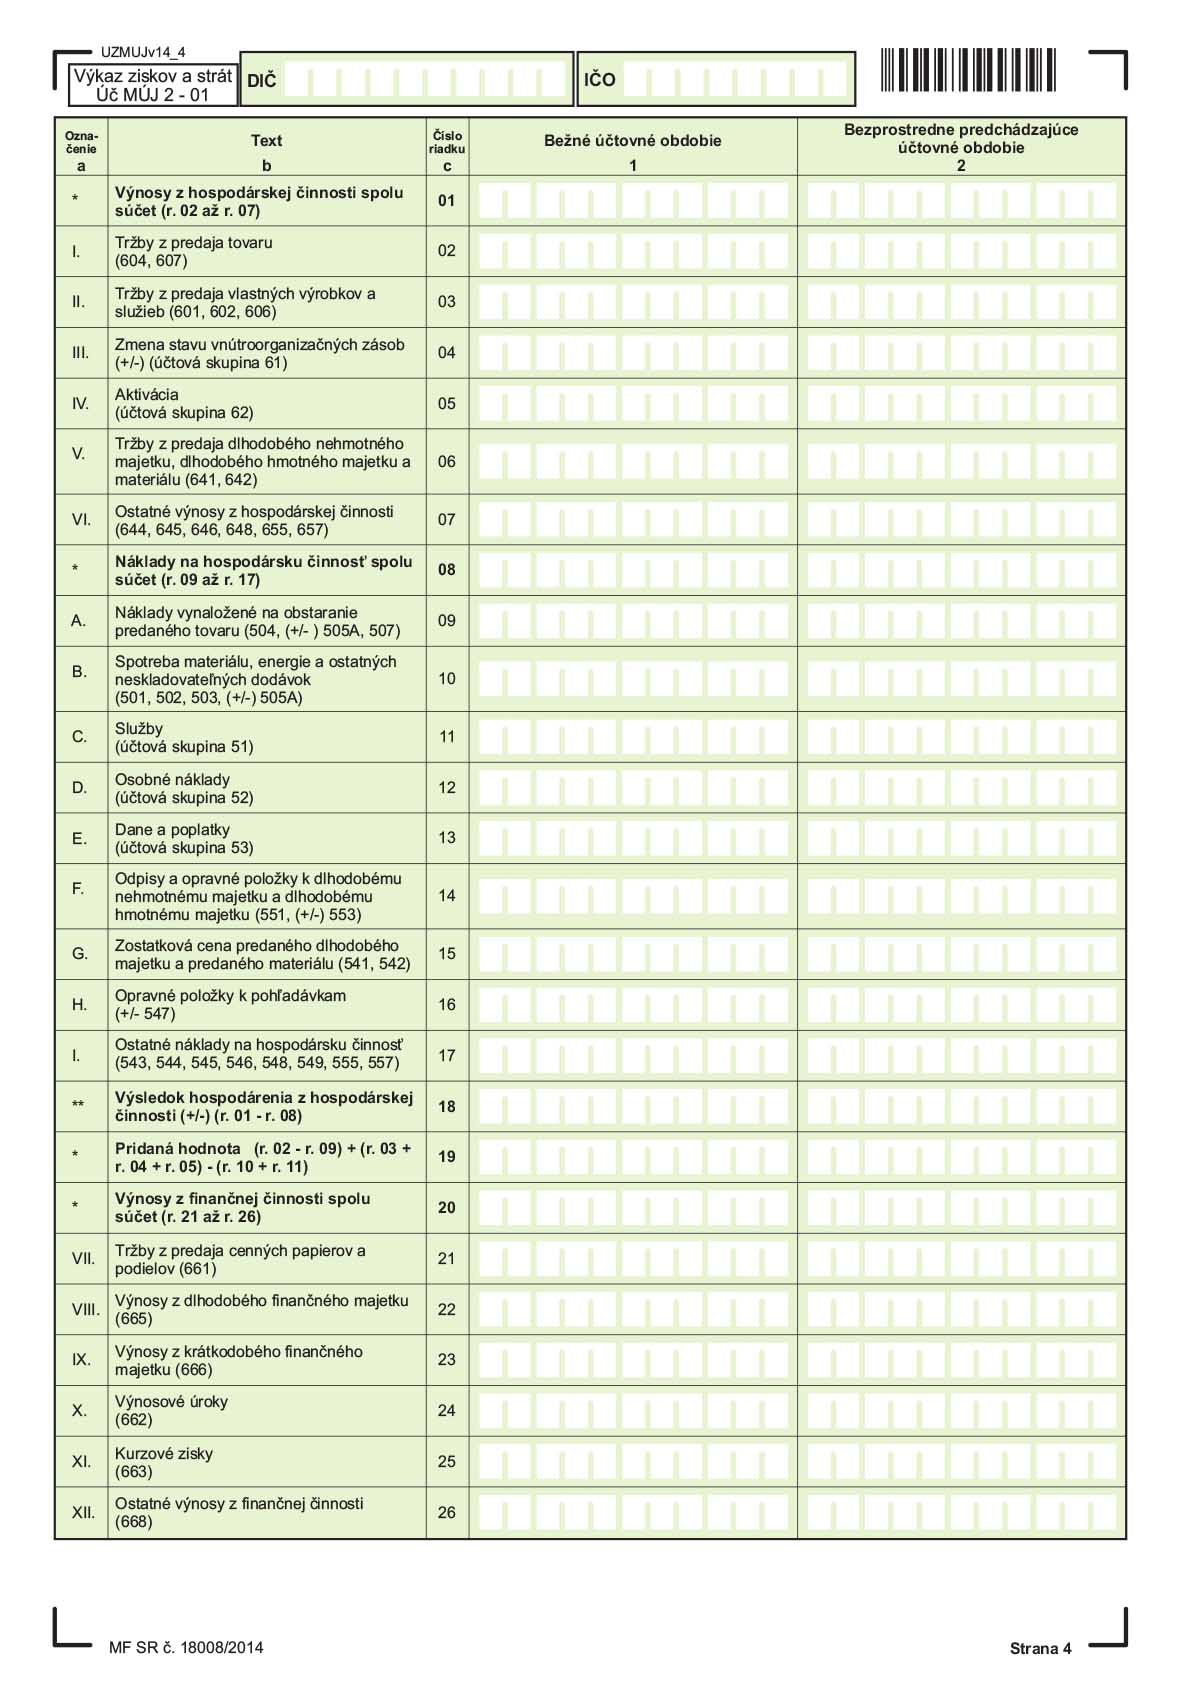 UZMUJv14_4
Výkaz ziskov a strát
Úč MÚJ 2 - 01
DIČ
IČO
Ozna-
čenie
a
Text
b
Číslo
riadku
c
Bežné účtovné obdobie
1
Bezprostredne predchádzajúce
účtovné obdobie
2
*
Výnosy z hospodárskej činnosti spolu
súčet (r. 02 až r. 07)
01
I.
Tržby z predaja tovaru
(604, 607)
02
II.
Tržby z predaja vlastných výrobkov a
služieb (601, 602, 606)
03
III.
Zmena stavu vnútroorganizačných zásob
(+/-) (účtová skupina 61)
04
IV.
Aktivácia
(účtová skupina 62)
05
V.
Tržby z predaja dlhodobého nehmotného
majetku, dlhodobého hmotného majetku a
materiálu (641, 642)
06
VI.
Ostatné výnosy z hospodárskej činnosti
(644, 645, 646, 648, 655, 657)
07
*
Náklady na hospodársku činnosť spolu
súčet (r. 09 až r. 17)
08
A.
Náklady vynaložené na obstaranie
predaného tovaru (504, (+/- ) 505A, 507)
09
B.
Spotreba materiálu, energie a ostatných
neskladovateľných dodávok
(501, 502, 503, (+/-) 505A)
10
C.
Služby
(účtová skupina 51)
11
D.
Osobné náklady
(účtová skupina 52)
12
E.
Dane a poplatky
(účtová skupina 53)
13
F.
Odpisy a opravné položky k dlhodobému
nehmotnému majetku a dlhodobému
hmotnému majetku (551, (+/-) 553)
14
G.
Zostatková cena predaného dlhodobého
majetku a predaného materiálu (541, 542)
15
H.
Opravné položky k pohľadávkam
(+/- 547)
16
I.
Ostatné náklady na hospodársku činnosť
(543, 544, 545, 546, 548, 549, 555, 557)
17
**
Výsledok hospodárenia z hospodárskej
činnosti (+/-) (r. 01 - r. 08)
18
*
Pridaná hodnota (r. 02 - r. 09) + (r. 03 +
r. 04 + r. 05) - (r. 10 + r. 11)
19
*
Výnosy z finančnej činnosti spolu
súčet (r. 21 až r. 26)
20
VII.
Tržby z predaja cenných papierov a
podielov (661)
21
VIII.
Výnosy z dlhodobého finančného majetku
(665)
22
IX.
Výnosy z krátkodobého finančného
majetku (666)
23
X.
Výnosové úroky
(662)
24
XI.
Kurzové zisky
(663)
25
XII.
Ostatné výnosy z finančnej činnosti
(668)
26
MF SR č. 18008/2014
Strana 4